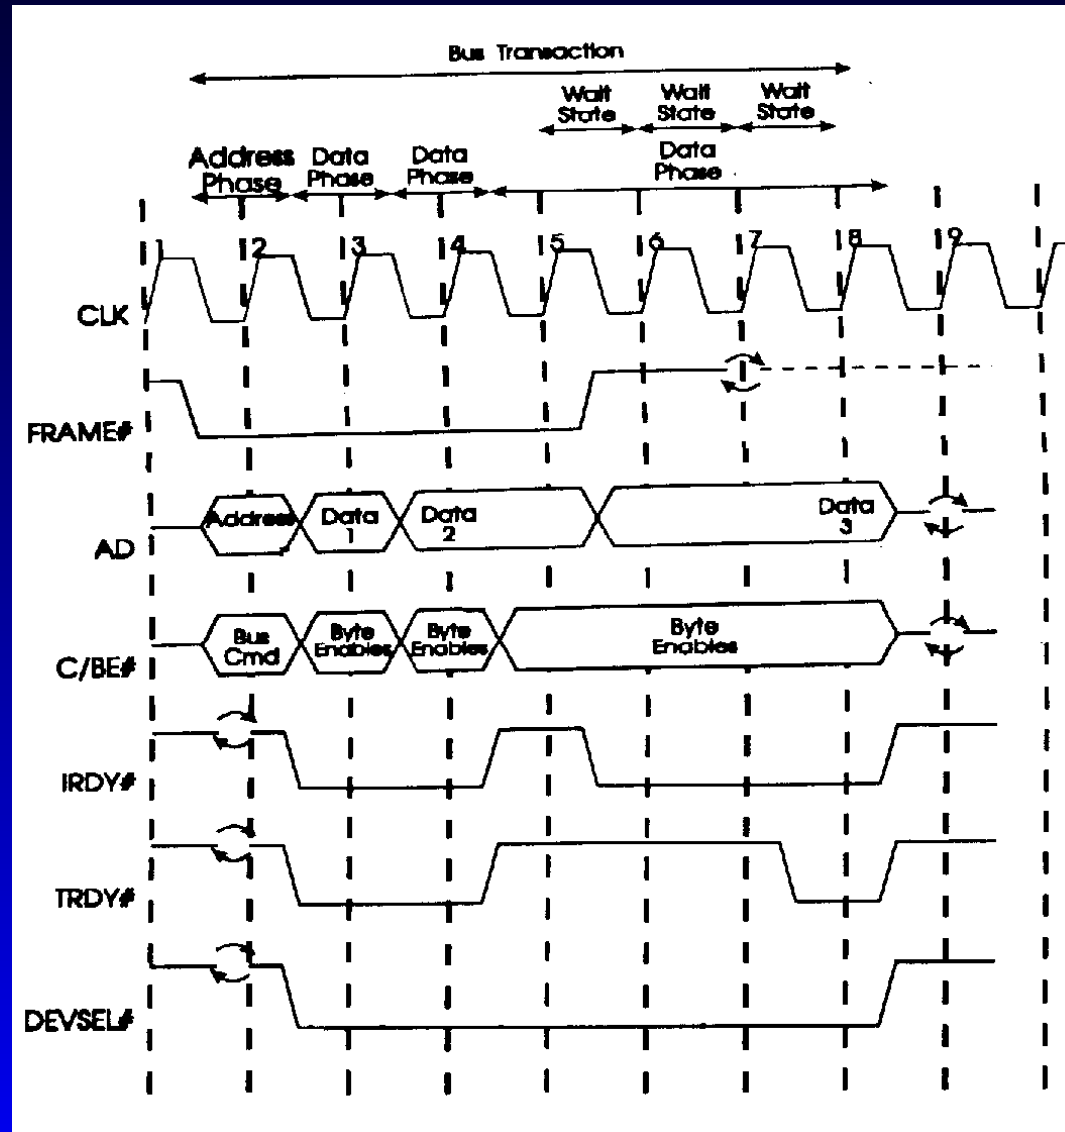 Bus Transaction
Wait
State
Wait
State
Wait
State
Address
Phase
Data
Phase
Data
Phase
Data
Phase
1 2 3 4 5 6 7 8 9
CLK
FRAME#
AD
Address
Data
1
Data
2
Data
3
C/BE#
Bus
Cmd
Byte
Enables
Byte
Enables
Byte
Enables
IRDY#
TRDY#
DEVSEL#